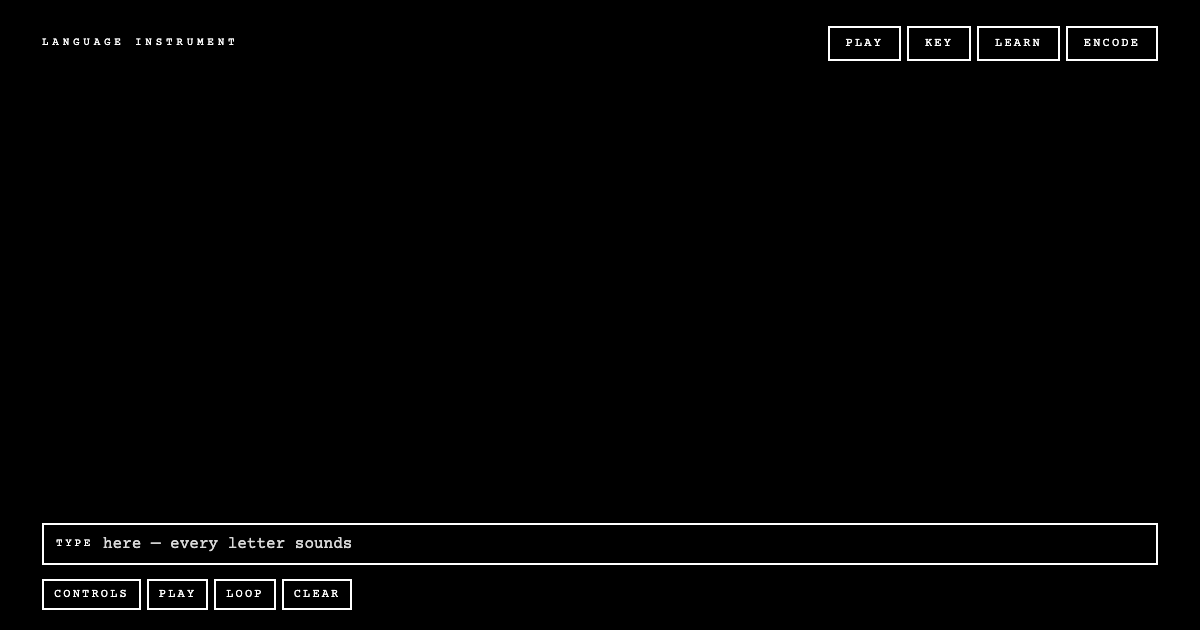 LANGUAGE INSTRUMENT
PLAY KEY LEARN ENCODE
TYPE here — every letter sounds
CONTROLS PLAY LOOP CLEAR